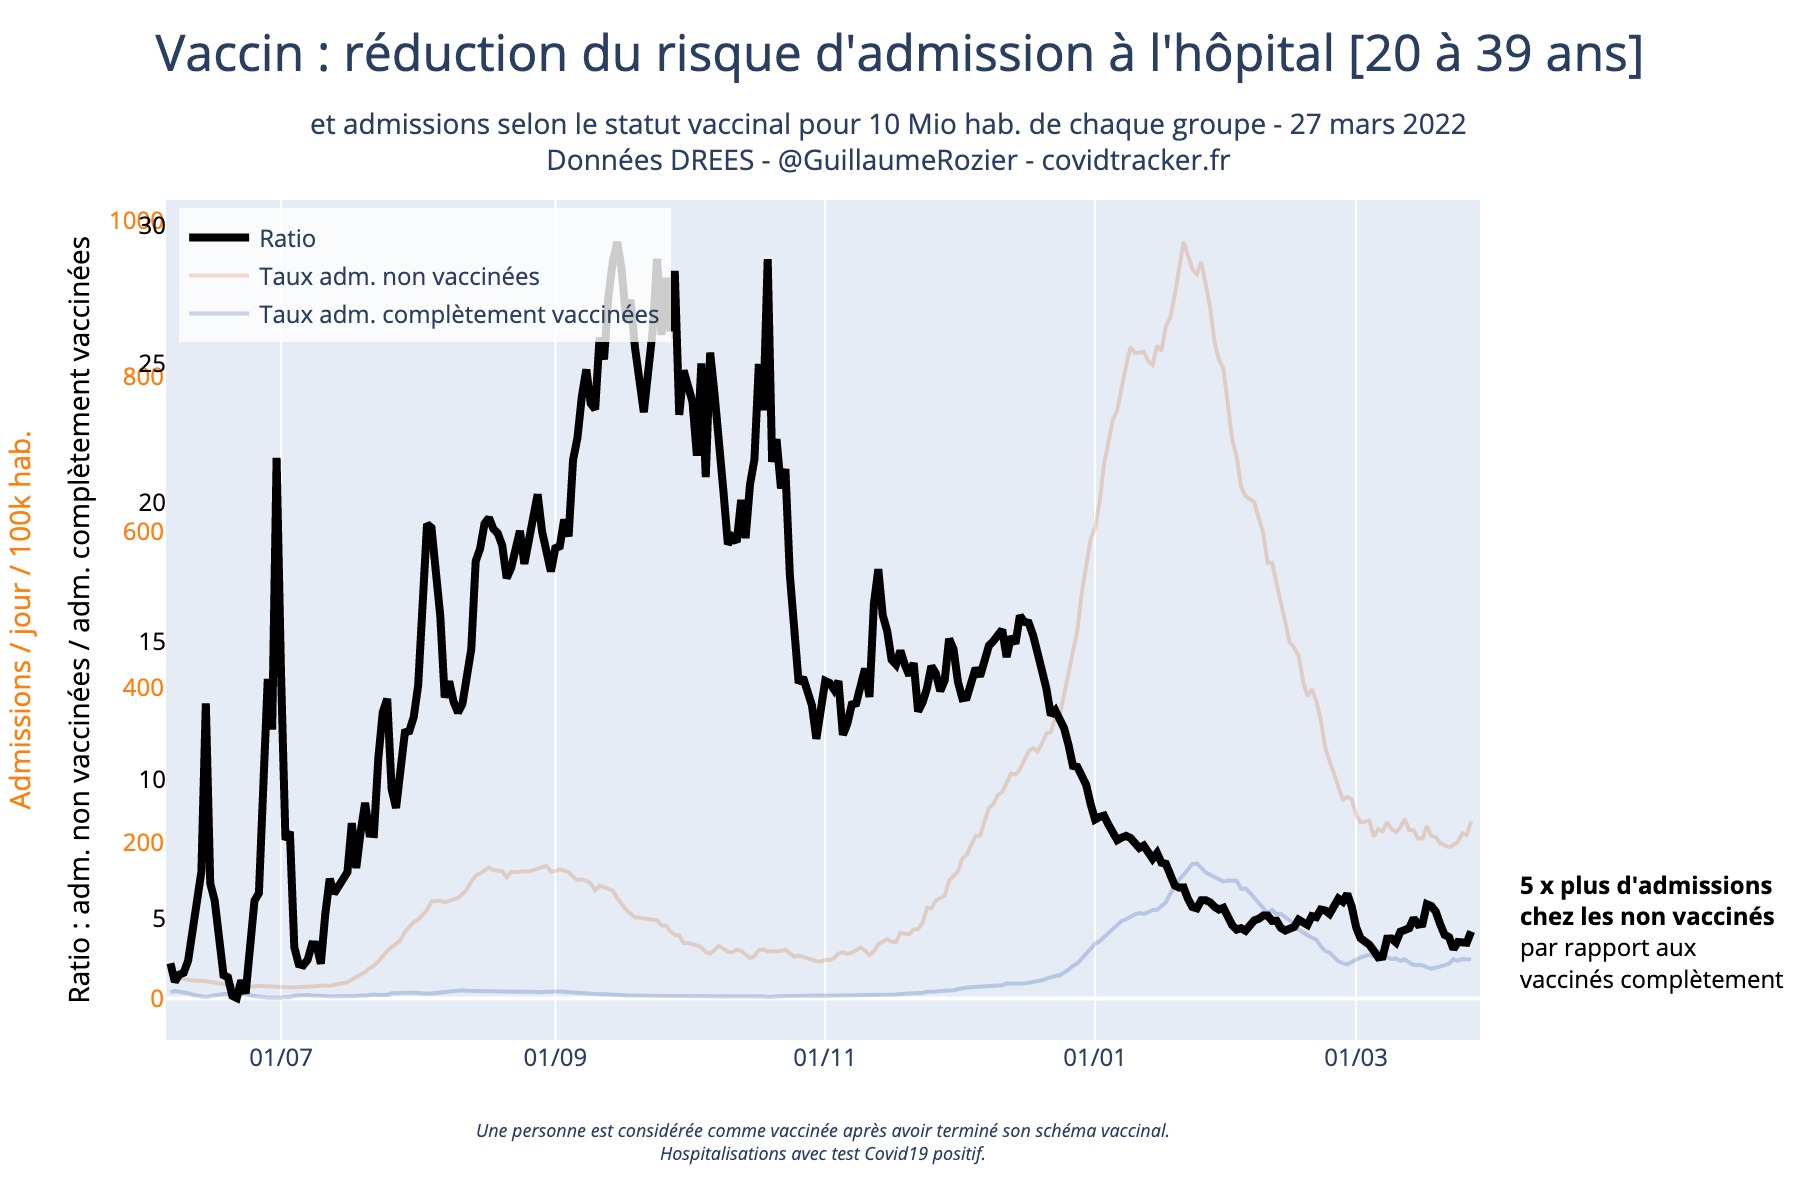 Vaccin : réduction du risque d'admission à l'hôpital [20 à 39 ans]
et admissions selon le statut vaccinal pour 10 Mio hab. de chaque groupe - 27 mars 2022
Données DREES - @GuillaumeRozier - covidtracker.fr
Admissions / jour / 100k hab.
Ratio : adm. non vaccinées / adm. complètement vaccinées
1000
800
600
400
200
0
30
25
20
15
10
5
Ratio
Taux adm. non vaccinées
Taux adm. complètement vaccinées
5 x plus d'admissions
chez les non vaccinés
par rapport aux
vaccinés complètement
01/07
01/09
01/11
01/01
01/03
Une personne est considérée comme vaccinée après avoir terminé son schéma vaccinal.
Hospitalisations avec test Covid19 positif.